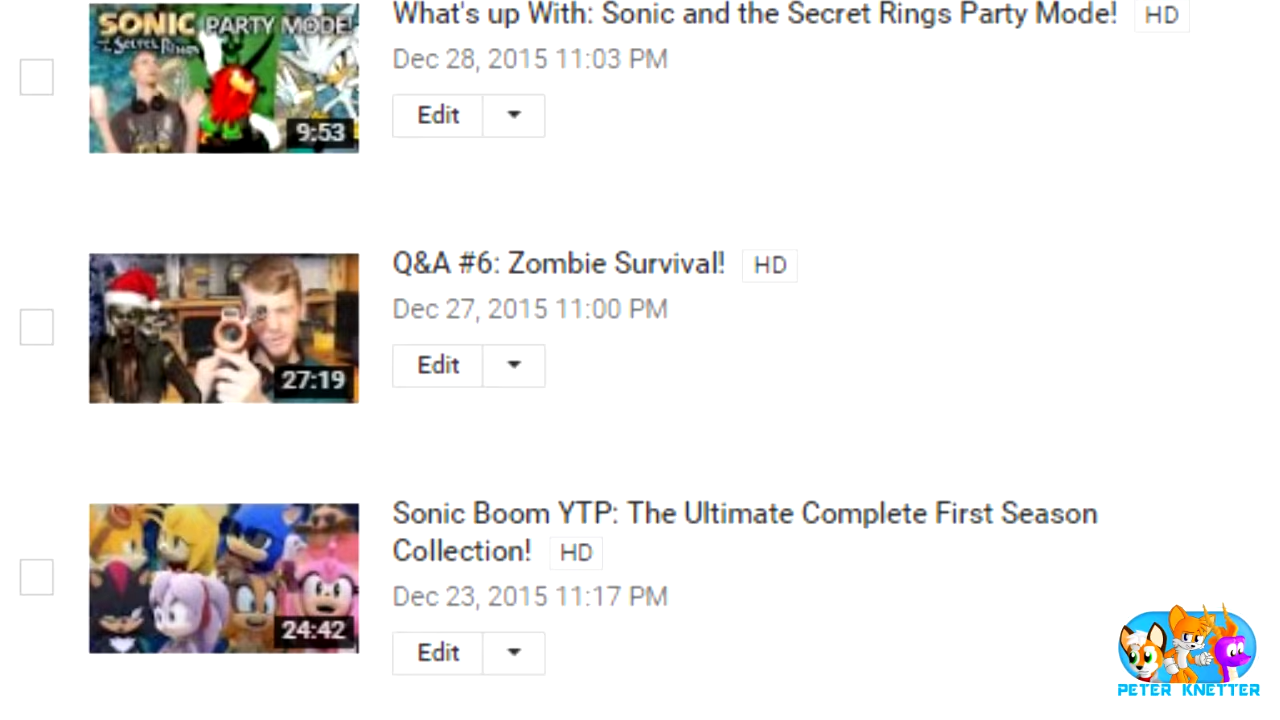 SONIC PARTY MODE!
and the Secret Rings
9:53
What's up With: Sonic and the Secret Rings Party Mode! HD
Dec 28, 2015 11:03 PM
Edit
27:19
Q&A #6: Zombie Survival! HD
Dec 27, 2015 11:00 PM
Edit
24:42
Sonic Boom YTP: The Ultimate Complete First Season
Collection! HD
Dec 23, 2015 11:17 PM
Edit
PETER KNETTER